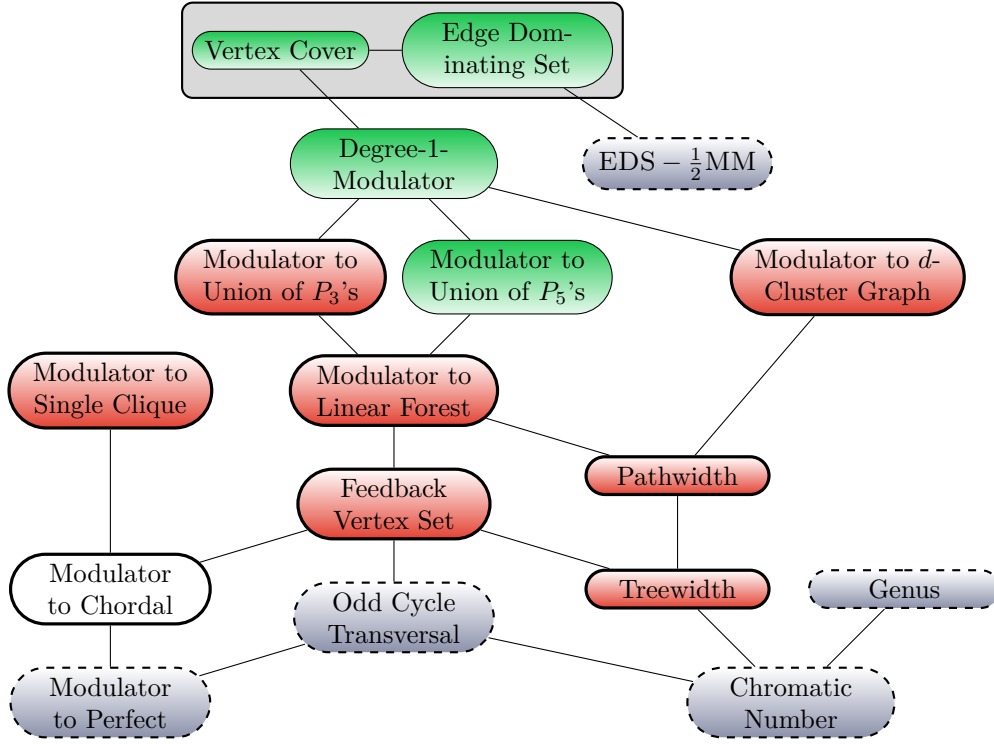 Vertex Cover
Edge Dom-
inating Set
Degree-1-
Modulator
EDS − ½MM
Modulator to
Union of P₃'s
Modulator to
Union of P₅'s
Modulator to d-
Cluster Graph
Modulator to
Single Clique
Modulator to
Linear Forest
Pathwidth
Feedback
Vertex Set
Modulator
to Chordal
Odd Cycle
Transversal
Treewidth
Genus
Modulator
to Perfect
Chromatic
Number